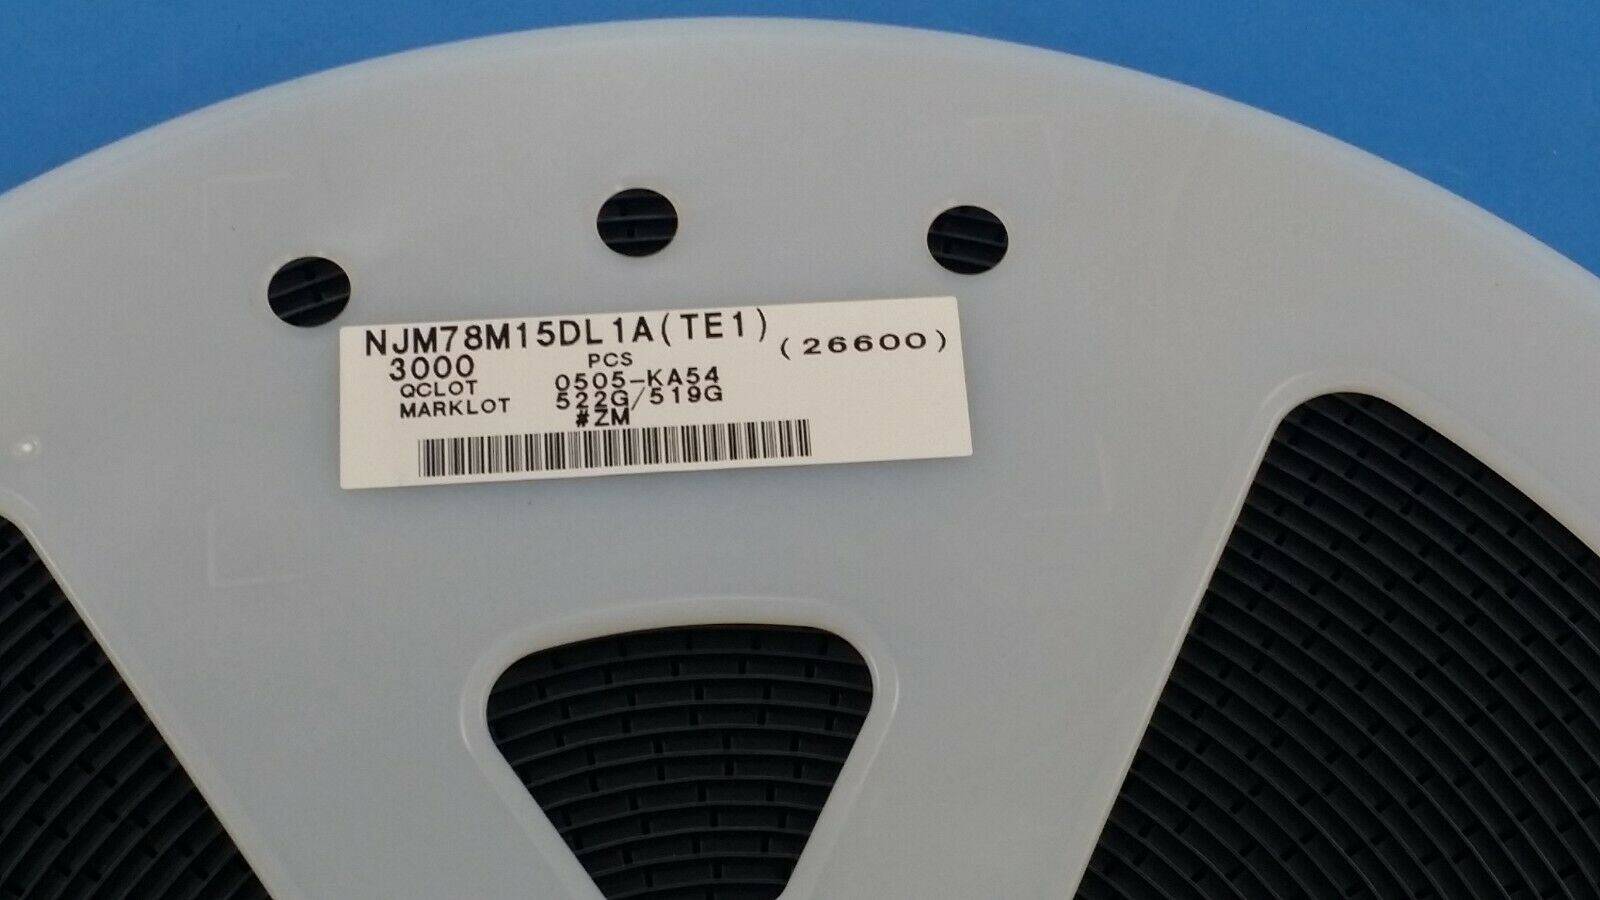 NJM78M15DL1A(TE1) (26600)
3000 PCS
QCLOT 0505-KA54
MARKLOT 522G/519G
#ZM